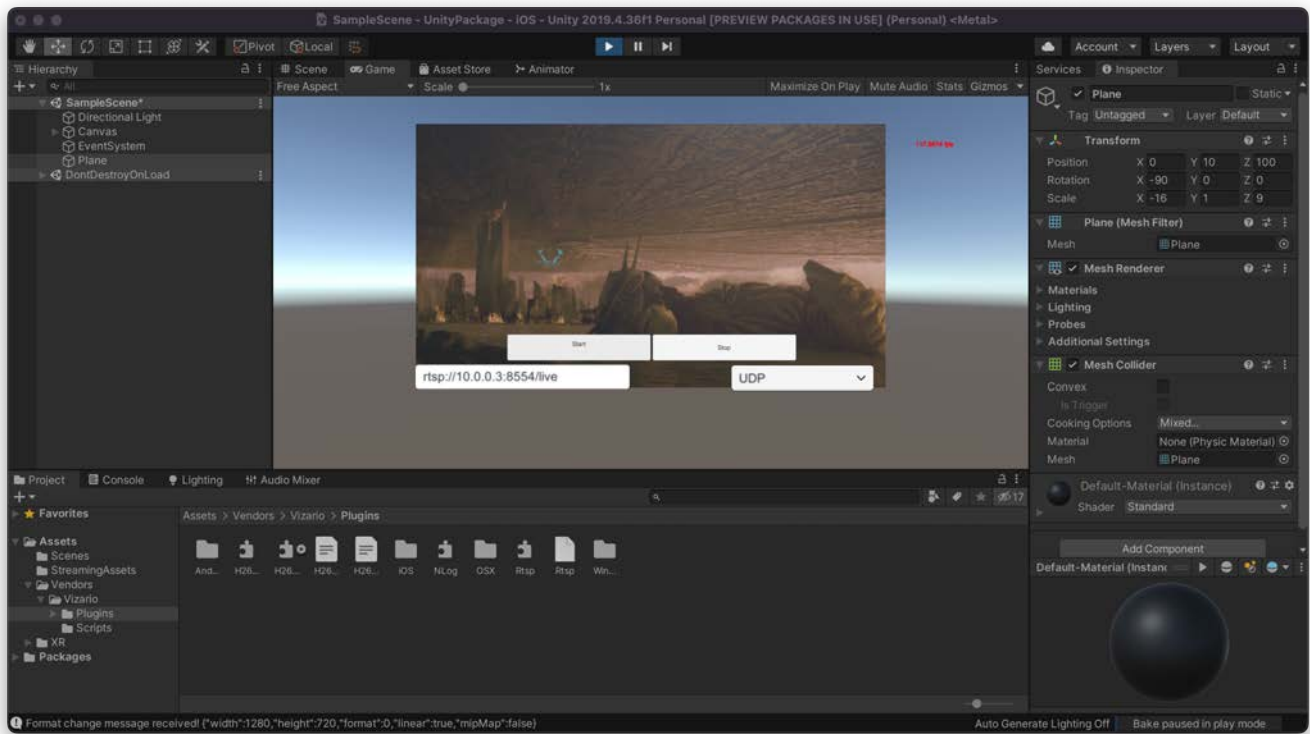 SampleScene - UnityPackage - iOS - Unity 2019.4.36f1 Personal [PREVIEW PACKAGES IN USE] (Personal) <Metal>
Pivot Local Account Layers Layout
Hierarchy
All
SampleScene*
Directional Light
Canvas
EventSystem
Plane
DontDestroyOnLoad
Scene Game Asset Store Animator
Free Aspect Scale 1x Maximize On Play Mute Audio Stats Gizmos
Start Stop
rtsp://10.0.0.3:8554/live UDP
Services Inspector
Plane Static
Tag Untagged Layer Default
Transform
Position X 0 Y 10 Z 100
Rotation X -90 Y 0 Z 0
Scale X -16 Y 1 Z 9
Plane (Mesh Filter)
Mesh Plane
Mesh Renderer
Materials
Lighting
Probes
Additional Settings
Mesh Collider
Convex
Is Trigger
Cooking Options Mixed...
Material None (Physic Material)
Mesh Plane
Default-Material (Instance)
Shader Standard
Add Component
Default-Material (Instanc
Project Console Lighting Audio Mixer
17
Favorites
Assets
Scenes
StreamingAssets
Vendors
Vizario
Plugins
Scripts
XR
Packages
Assets > Vendors > Vizario > Plugins
And... H26... H26... H26... H26... iOS NLog OSX Rtsp Rtsp Win...
Format change message received! {"width":1280,"height":720,"format":0,"linear":true,"mipMap":false}
Auto Generate Lighting Off Bake paused in play mode